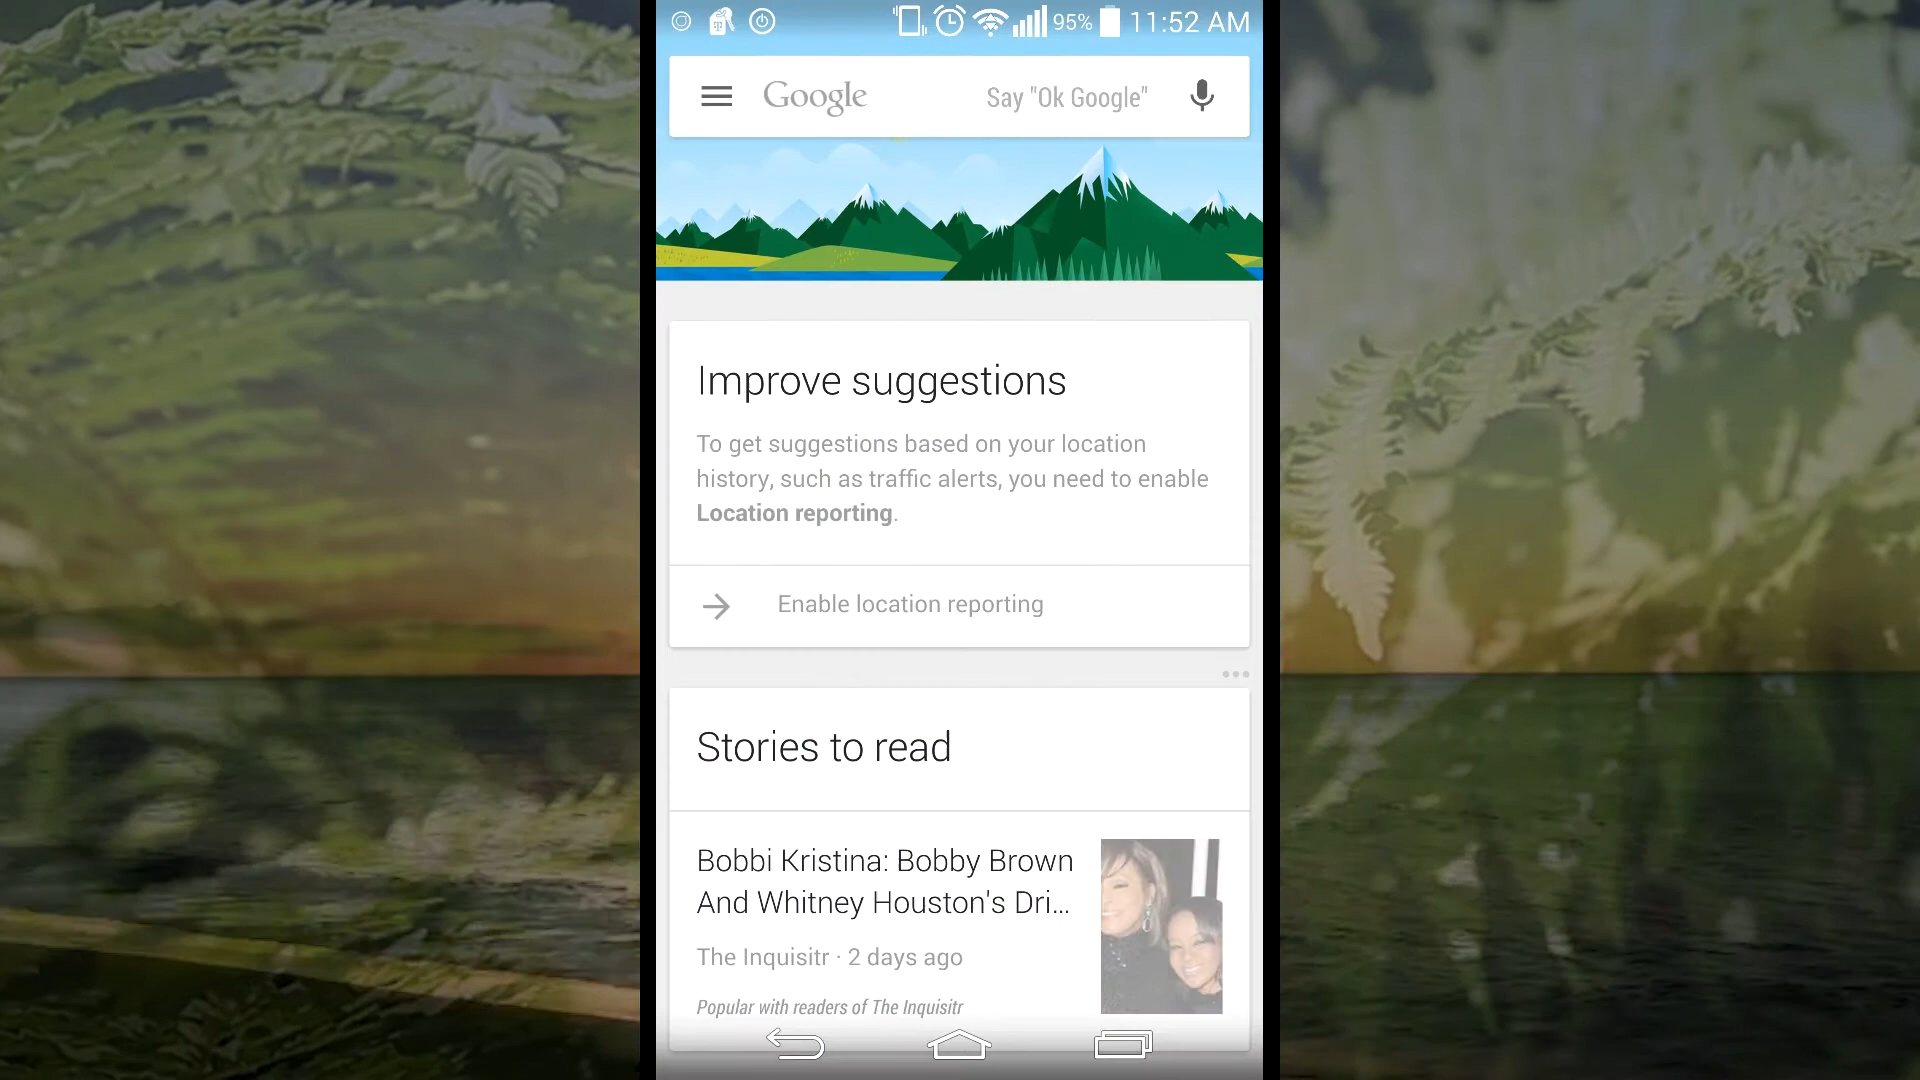 95% 11:52 AM
Google Say "Ok Google"
Improve suggestions
To get suggestions based on your location
history, such as traffic alerts, you need to enable
Location reporting.
Enable location reporting
Stories to read
Bobbi Kristina: Bobby Brown
And Whitney Houston's Dri...
The Inquisitr · 2 days ago
Popular with readers of The Inquisitr